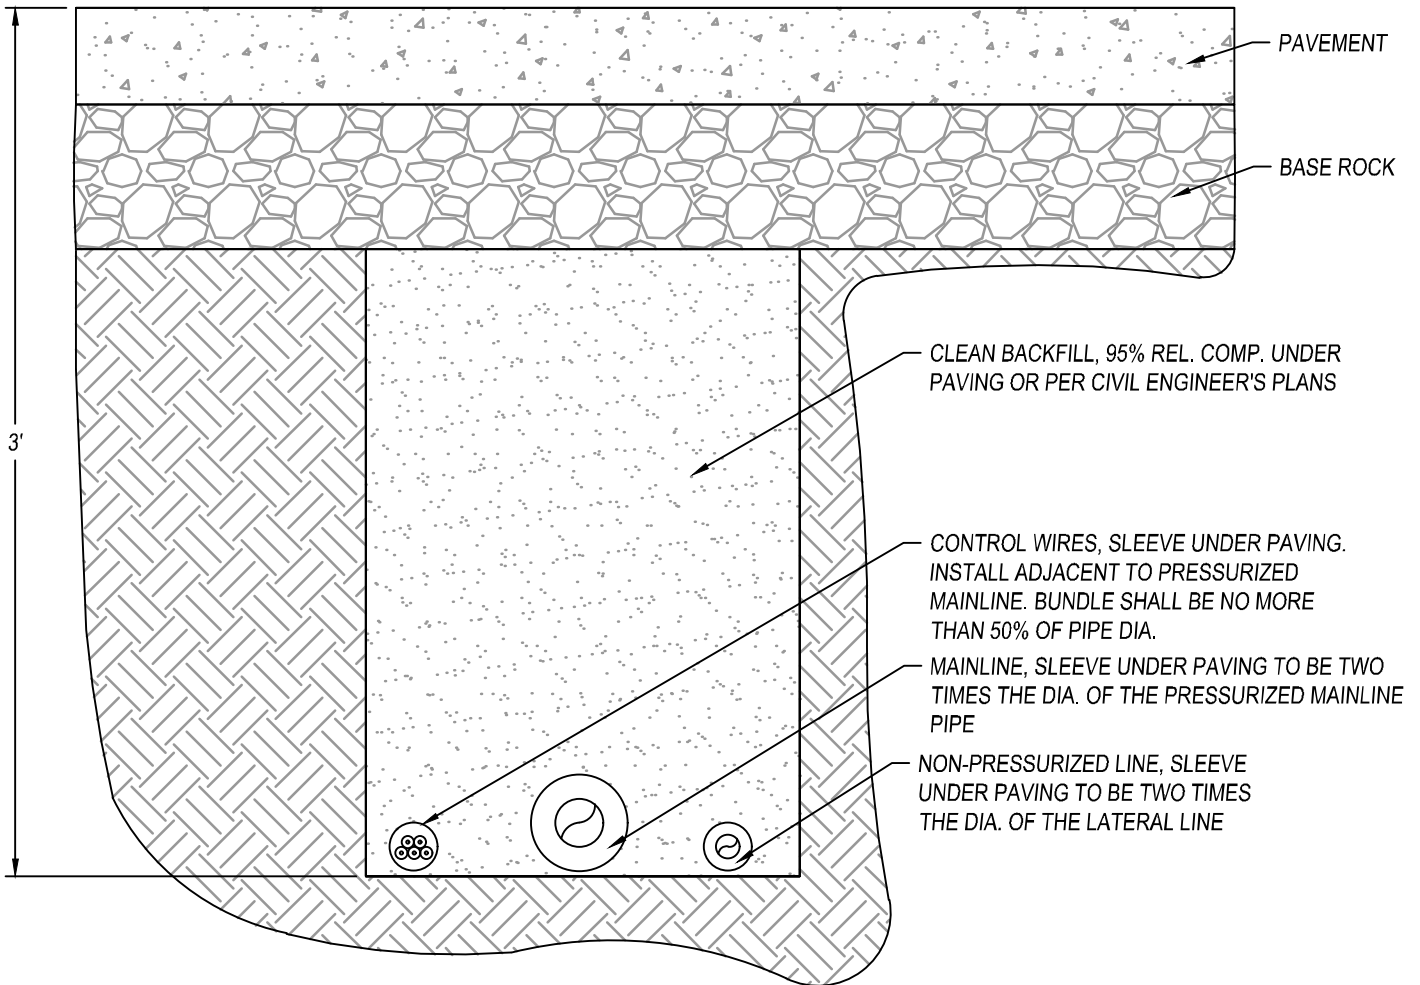 PAVEMENT
BASE ROCK
CLEAN BACKFILL, 95% REL. COMP. UNDER
PAVING OR PER CIVIL ENGINEER'S PLANS
3'
CONTROL WIRES, SLEEVE UNDER PAVING.
INSTALL ADJACENT TO PRESSURIZED
MAINLINE. BUNDLE SHALL BE NO MORE
THAN 50% OF PIPE DIA.
MAINLINE, SLEEVE UNDER PAVING TO BE TWO
TIMES THE DIA. OF THE PRESSURIZED MAINLINE
PIPE
NON-PRESSURIZED LINE, SLEEVE
UNDER PAVING TO BE TWO TIMES
THE DIA. OF THE LATERAL LINE